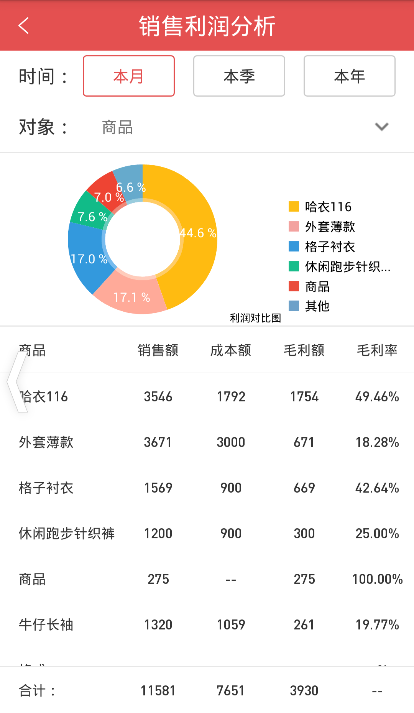 销售利润分析
时间： 本月 本季 本年
对象： 商品
6.6 %
7.0 %
7.6 %
44.6 %
17.0 %
17.1 %
哈衣116
外套薄款
格子衬衣
休闲跑步针织...
商品
其他
利润对比图
商品 销售额 成本额 毛利额 毛利率
哈衣116 3546 1792 1754 49.46%
外套薄款 3671 3000 671 18.28%
格子衬衣 1569 900 669 42.64%
休闲跑步针织裤 1200 900 300 25.00%
商品 275 -- 275 100.00%
牛仔长袖 1320 1059 261 19.77%
合计： 11581 7651 3930 --